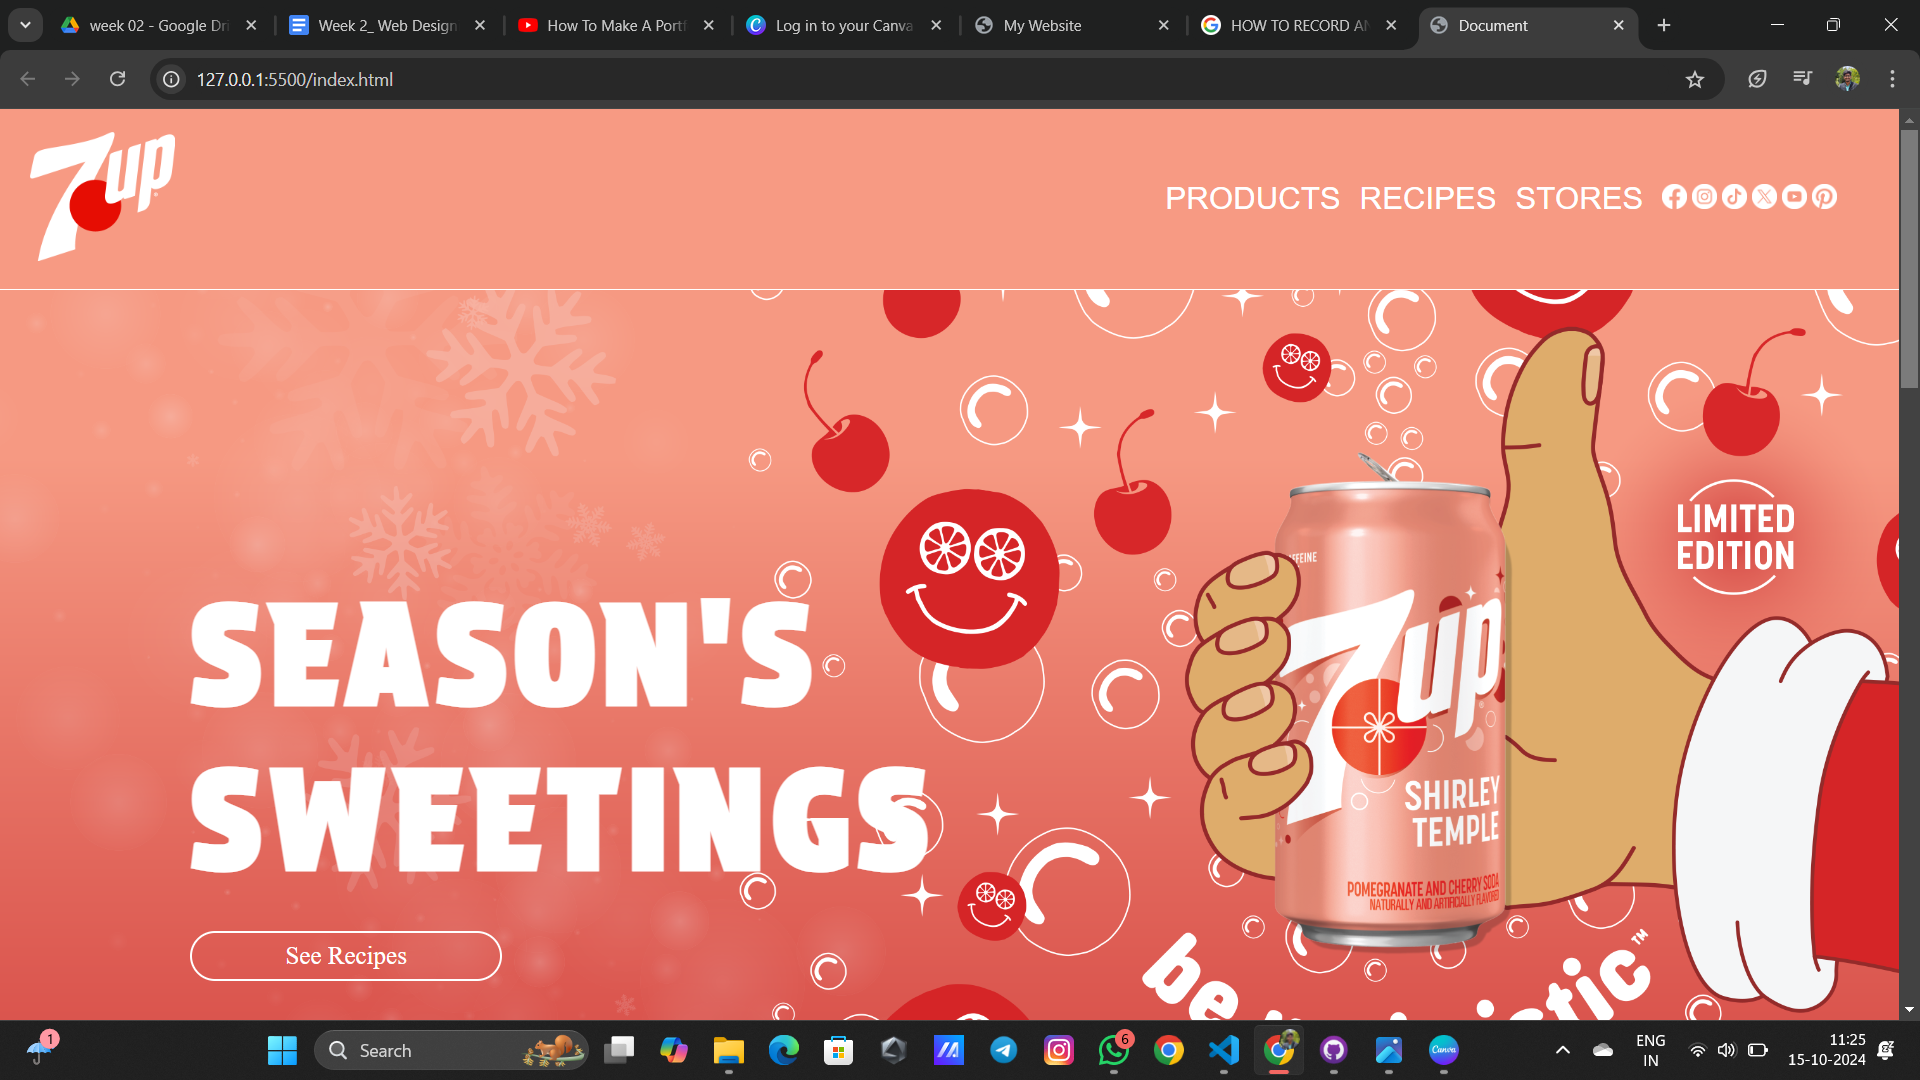 week 02 - Google Dri
Week 2_ Web Design
How To Make A Portf
Log in to your Canva
My Website
HOW TO RECORD AN
Document
127.0.0.1:5500/index.html
7up
PRODUCTS RECIPES STORES
LIMITED
EDITION
SEASON'S
SWEETINGS
See Recipes
7up
SHIRLEY
TEMPLE
POMEGRANATE AND CHERRY SODA
NATURALLY AND ARTIFICIALLY FLAVORED
be
tic™
1
Search
6
Canva
ENG
IN
11:25
15-10-2024